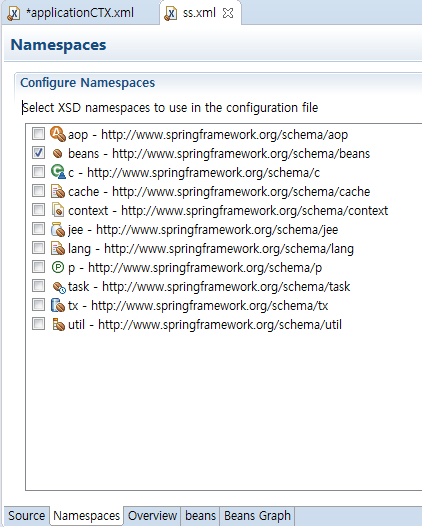 *applicationCTX.xml ss.xml
Namespaces
Configure Namespaces
Select XSD namespaces to use in the configuration file
aop - http://www.springframework.org/schema/aop
beans - http://www.springframework.org/schema/beans
c - http://www.springframework.org/schema/c
cache - http://www.springframework.org/schema/cache
context - http://www.springframework.org/schema/context
jee - http://www.springframework.org/schema/jee
lang - http://www.springframework.org/schema/lang
p - http://www.springframework.org/schema/p
task - http://www.springframework.org/schema/task
tx - http://www.springframework.org/schema/tx
util - http://www.springframework.org/schema/util
Source Namespaces Overview beans Beans Graph